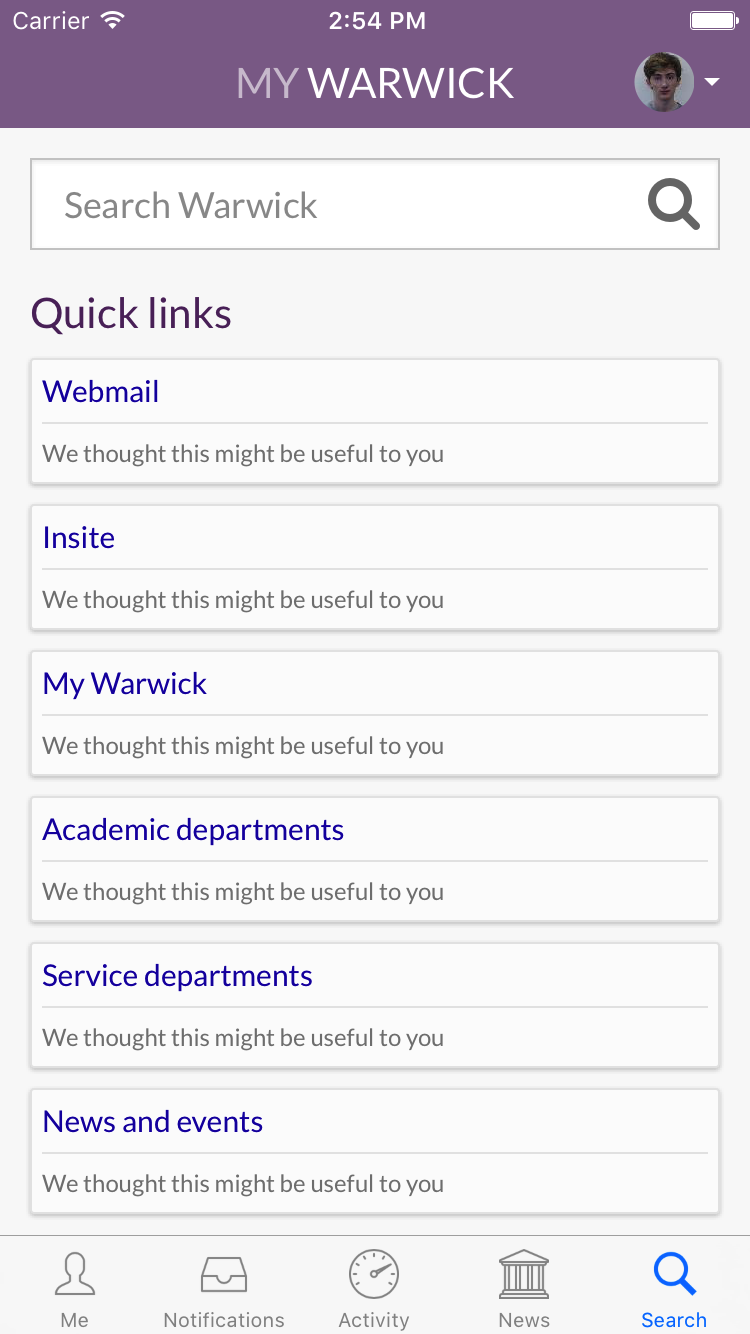 Carrier 2:54 PM
MY WARWICK
Search Warwick
Quick links
Webmail
We thought this might be useful to you
Insite
We thought this might be useful to you
My Warwick
We thought this might be useful to you
Academic departments
We thought this might be useful to you
Service departments
We thought this might be useful to you
News and events
We thought this might be useful to you
Me Notifications Activity News Search